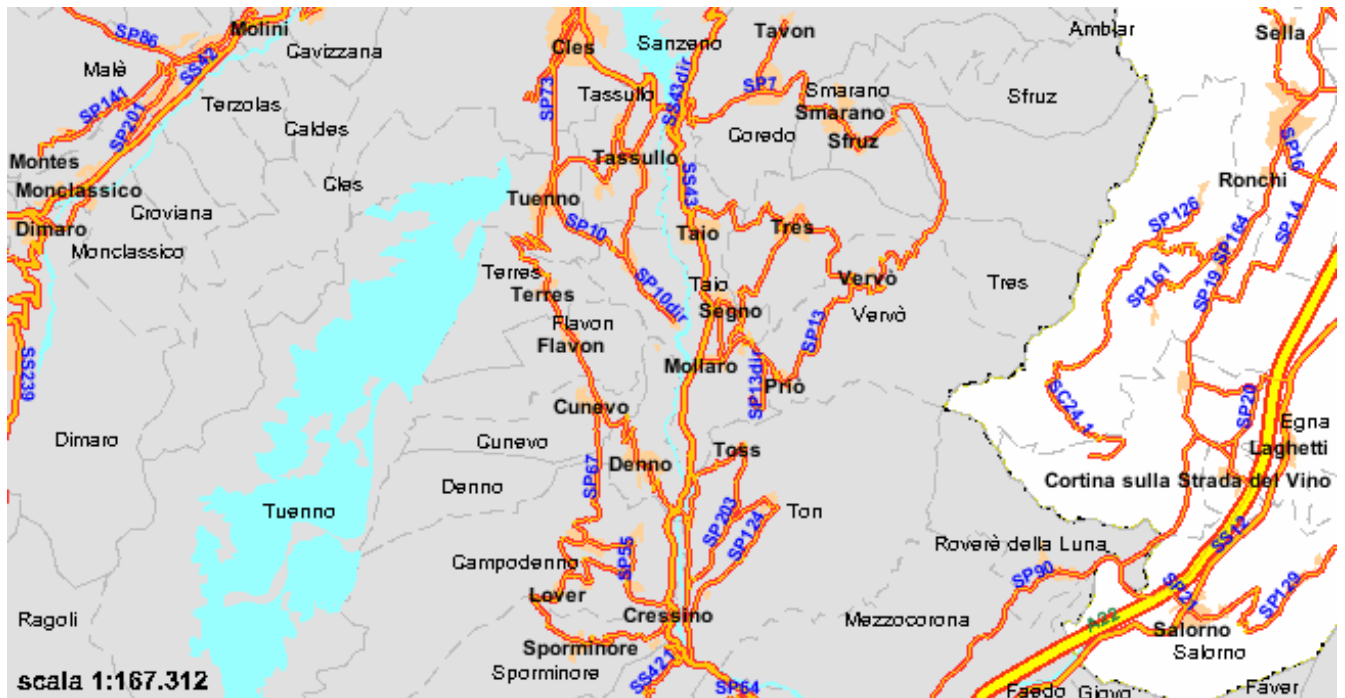 Molini
Tavon
Amblar
Sella
SP86
Cavizzana
Cles
Sanzeno
Malè
SS42
SP73
Tassullo
SS43dir
SP7
Smarano
Sfruz
SP141
Terzolas
SP201
Caldes
Coredo
Smarano
Sfruz
SP16
Montes
Cles
Tassullo
Monclassico
Tuenno
SS43
Ronchi
Croviana
SP126
SP14
Dimaro
SP10
Taio
Tres
SP164
Monclassico
Terres
SP10dir
Taio
Vervò
Tres
SP161
SP19
Terres
Segno
Vervò
Flavon
SP13
Flavon
SS239
Mollaro
SP13dir
Priò
SC24.1
SP20
Cunevo
Egna
Dimaro
Cunevo
Toss
Laghetti
Denno
SP67
Cortina sulla Strada del Vino
Denno
Tuenno
SP203
SP124
Ton
SS12
Campodenno
SP55
Roverè della Luna
SP90
Lover
SP21
SP129
Ragoli
Cressino
Mezzocorona
A22
Salorno
Sporminore
Salorno
Sporminore
SS421
scala 1:167.312
SP64
Faedo
Giovo
Faver